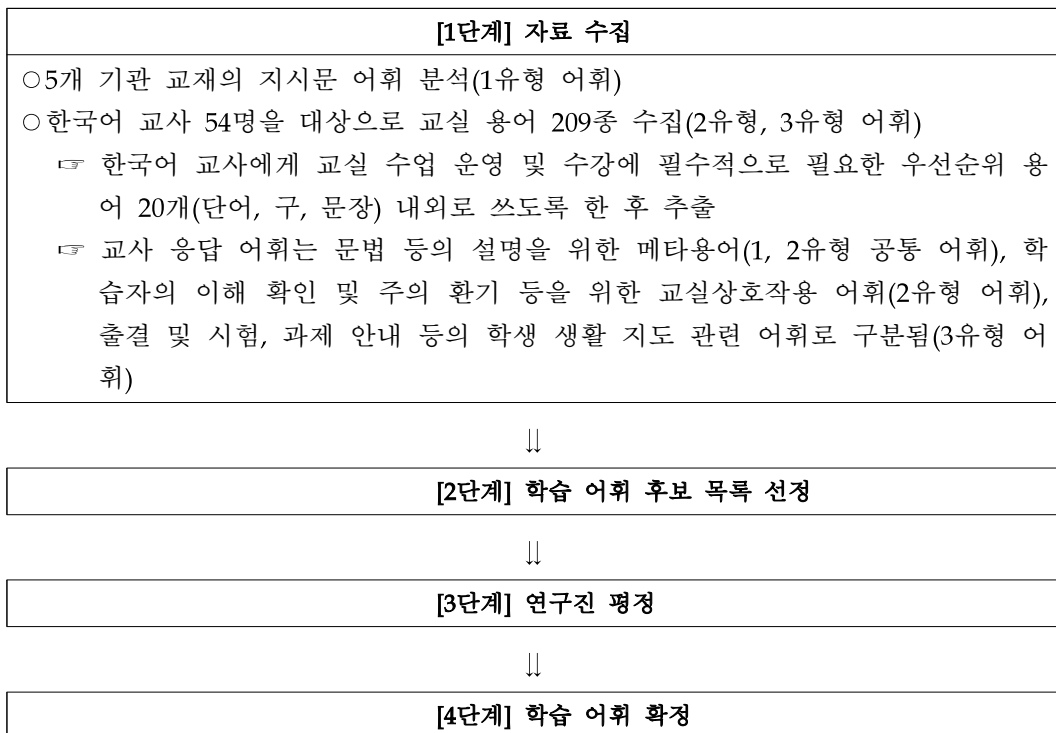 [1단계] 자료 수집
○5개 기관 교재의 지시문 어휘 분석(1유형 어휘)
○한국어 교사 54명을 대상으로 교실 용어 209종 수집(2유형, 3유형 어휘)
☞ 한국어 교사에게 교실 수업 운영 및 수강에 필수적으로 필요한 우선순위 용
어 20개(단어, 구, 문장) 내외로 쓰도록 한 후 추출
☞ 교사 응답 어휘는 문법 등의 설명을 위한 메타용어(1, 2유형 공통 어휘), 학
습자의 이해 확인 및 주의 환기 등을 위한 교실상호작용 어휘(2유형 어휘),
출결 및 시험, 과제 안내 등의 학생 생활 지도 관련 어휘로 구분됨(3유형 어
휘)
⇊
[2단계] 학습 어휘 후보 목록 선정
⇊
[3단계] 연구진 평정
⇊
[4단계] 학습 어휘 확정